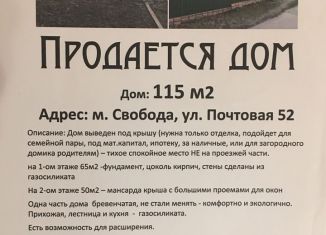 ПРОДАЕТСЯ ДОМ
Дом: 115 м2
Адрес: м. Свобода, ул. Почтовая 52
Описание: Дом выведен под крышу (нужна только отделка, подойдет для
семейной пары, под мат.капитал, ипотеку, за наличные, или для загородного
домика родителям) – тихое спокойное место НЕ на проезжей части.
на 1-ом этаже 65м2 -фундамент, цоколь кирпич, стены сделаны из
газосиликата
На 2-ом этаже 50м2 – мансарда крыша с большими проемами для окон
Одна часть дома бревенчатая, не стали менять - комфортно и экологично.
Прихожая, лестница и кухня - газосиликата.
Есть возможность для расширения.